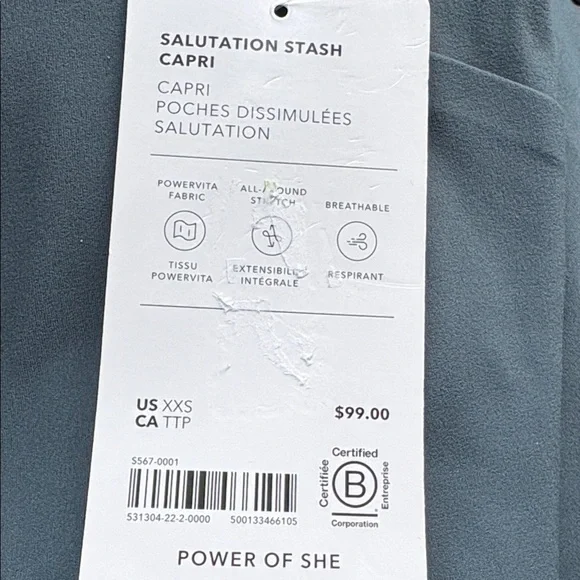 SALUTATION STASH
CAPRI
CAPRI
POCHES DISSIMULÉES
SALUTATION
POWERVITA
FABRIC
TISSU
POWERVITA
BREATHABLE
RESPIRANT
INTÉGRALE
US XXS
CA TTP
$99.00
S567-0001
531304-22-2-0000 500133466105
Certified
Certifiée
B
Entreprise
Corporation
POWER OF SHE